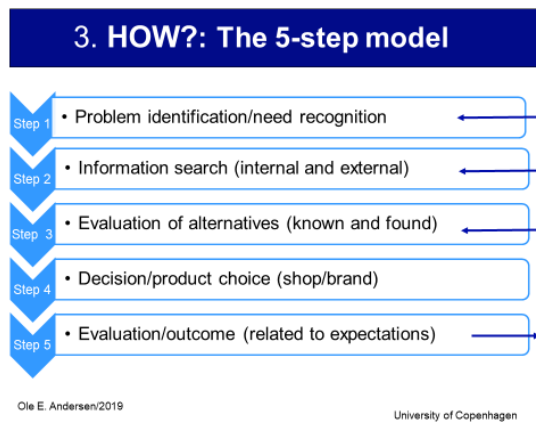 3. HOW?: The 5-step model
Step 1
• Problem identification/need recognition
Step 2
• Information search (internal and external)
Step 3
• Evaluation of alternatives (known and found)
Step 4
• Decision/product choice (shop/brand)
Step 5
• Evaluation/outcome (related to expectations)
Ole E. Andersen/2019
University of Copenhagen